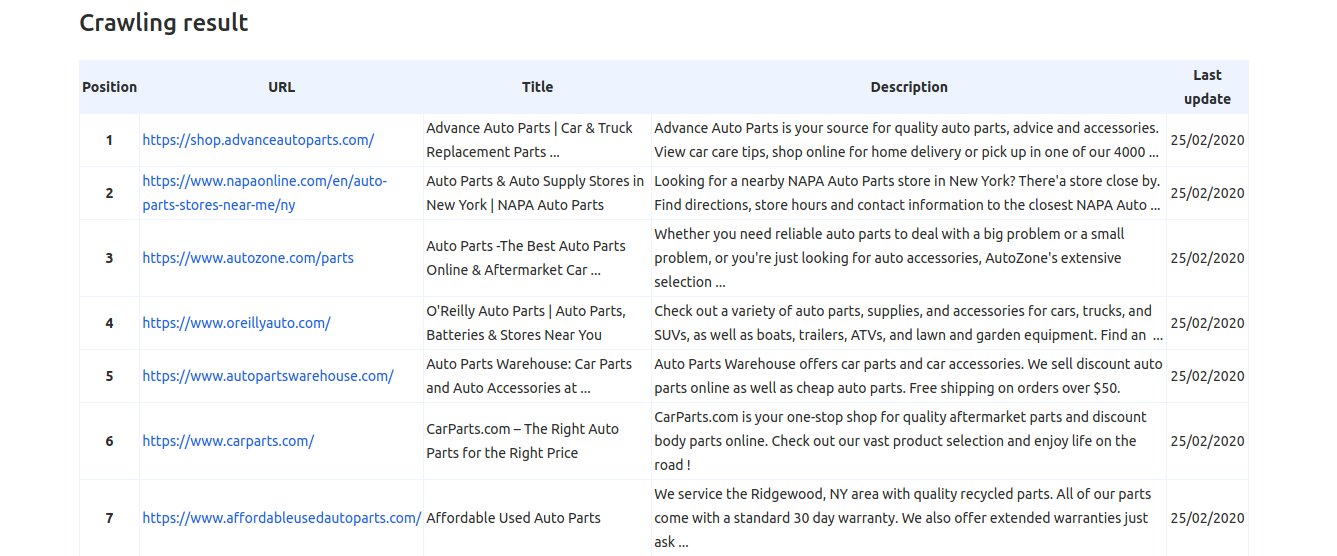 Crawling result
Position URL Title Description Last update
1 https://shop.advanceautoparts.com/ Advance Auto Parts | Car & Truck Replacement Parts ... Advance Auto Parts is your source for quality auto parts, advice and accessories. View car care tips, shop online for home delivery or pick up in one of our 4000 ... 25/02/2020
2 https://www.napaonline.com/en/auto-parts-stores-near-me/ny Auto Parts & Auto Supply Stores in New York | NAPA Auto Parts Looking for a nearby NAPA Auto Parts store in New York? There'a store close by. Find directions, store hours and contact information to the closest NAPA Auto ... 25/02/2020
3 https://www.autozone.com/parts Auto Parts -The Best Auto Parts Online & Aftermarket Car ... Whether you need reliable auto parts to deal with a big problem or a small problem, or you're just looking for auto accessories, AutoZone's extensive selection ... 25/02/2020
4 https://www.oreillyauto.com/ O'Reilly Auto Parts | Auto Parts, Batteries & Stores Near You Check out a variety of auto parts, supplies, and accessories for cars, trucks, and SUVs, as well as boats, trailers, ATVs, and lawn and garden equipment. Find an ... 25/02/2020
5 https://www.autopartswarehouse.com/ Auto Parts Warehouse: Car Parts and Auto Accessories at ... Auto Parts Warehouse offers car parts and car accessories. We sell discount auto parts online as well as cheap auto parts. Free shipping on orders over $50. 25/02/2020
6 https://www.carparts.com/ CarParts.com – The Right Auto Parts for the Right Price CarParts.com is your one-stop shop for quality aftermarket parts and discount body parts online. Check out our vast product selection and enjoy life on the road ! 25/02/2020
7 https://www.affordableusedautoparts.com/ Affordable Used Auto Parts We service the Ridgewood, NY area with quality recycled parts. All of our parts come with a standard 30 day warranty. We also offer extended warranties just ask ... 25/02/2020